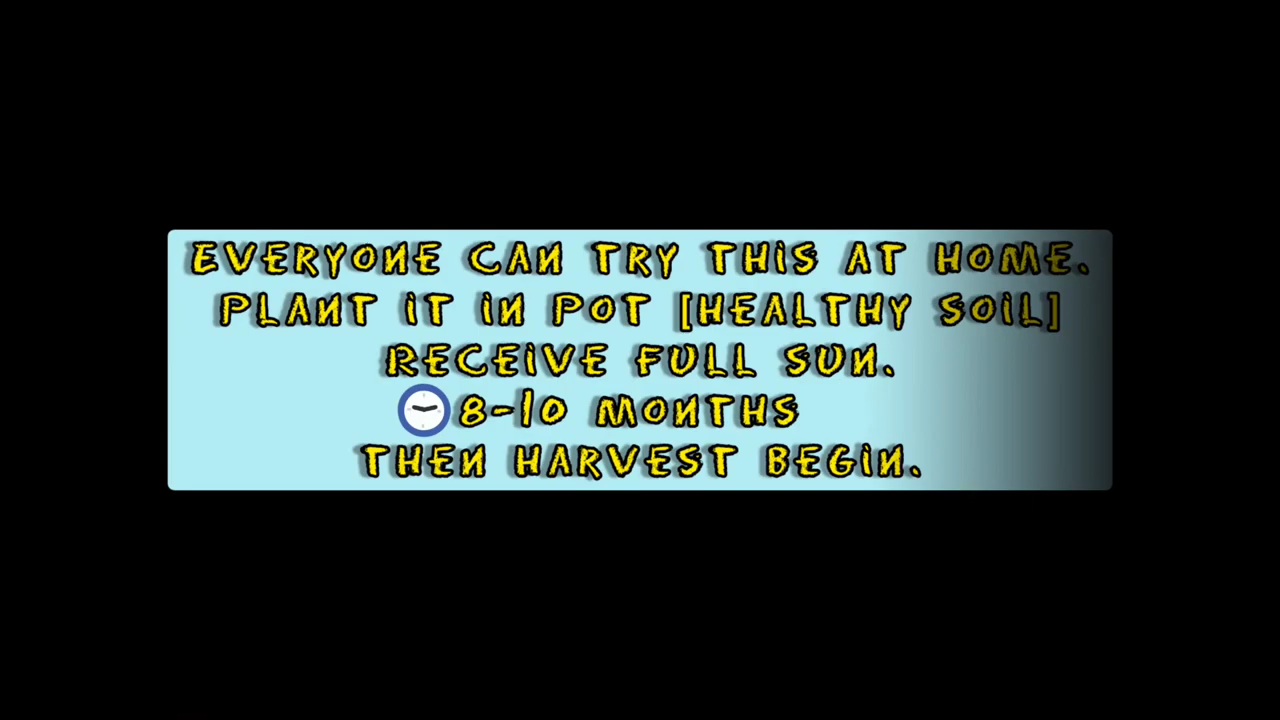 EVERYONE CAN TRY THIS AT HOME.
PLANT IT IN POT [HEALTHY SOIL]
RECEIVE FULL SUN.
8-10 MONTHS
THEN HARVEST BEGIN.